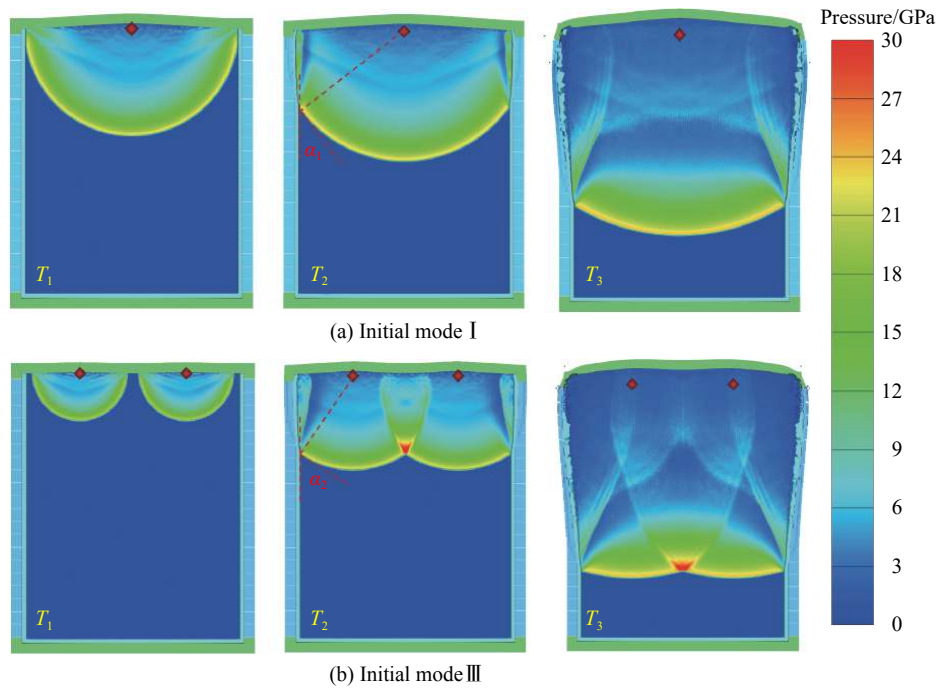 Pressure/GPa
30
27
24
21
18
15
12
9
6
3
0
α₁
T₁
T₂
T₃
(a) Initial mode Ⅰ
α₂
T₁
T₂
T₃
(b) Initial mode Ⅲ